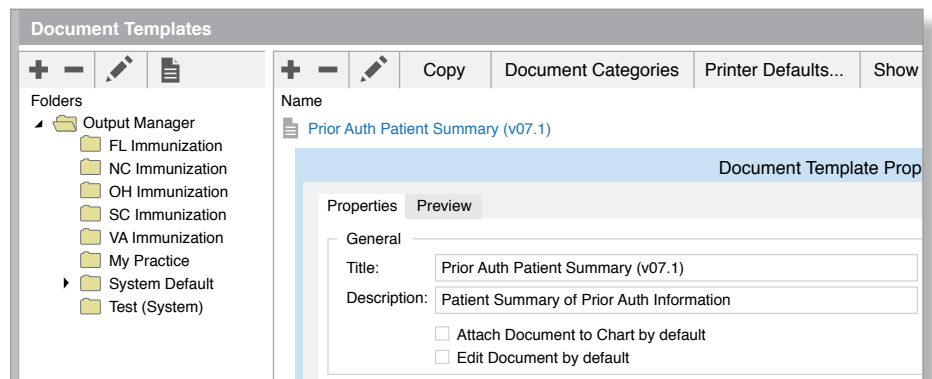 Document Templates
Copy
Document Categories
Printer Defaults...
Show
Folders
Output Manager
FL Immunization
NC Immunization
OH Immunization
SC Immunization
VA Immunization
My Practice
System Default
Test (System)
Name
Prior Auth Patient Summary (v07.1)
Document Template Prop
Properties
Preview
General
Title:
Prior Auth Patient Summary (v07.1)
Description:
Patient Summary of Prior Auth Information
Attach Document to Chart by default
Edit Document by default